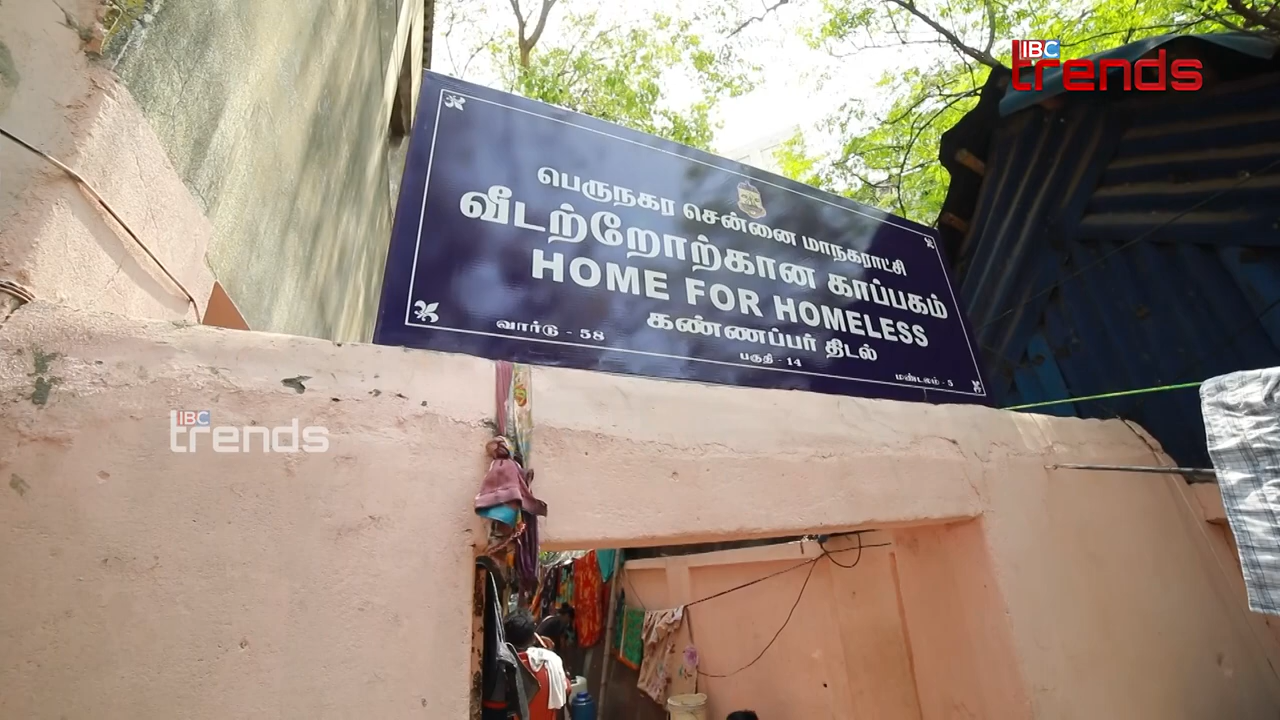 IBC
trends
பெருநகர சென்னை மாநகராட்சி
வீடற்றோற்கான காப்பகம்
HOME FOR HOMELESS
கண்ணப்பர் திடல்
வார்டு - 58
பகுதி - 14
மண்டலம் - 5
IBC
trends